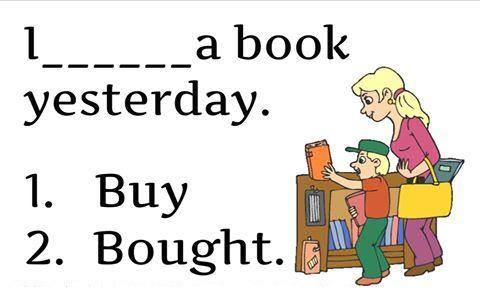 I______a book
yesterday.
1. Buy
2. Bought.